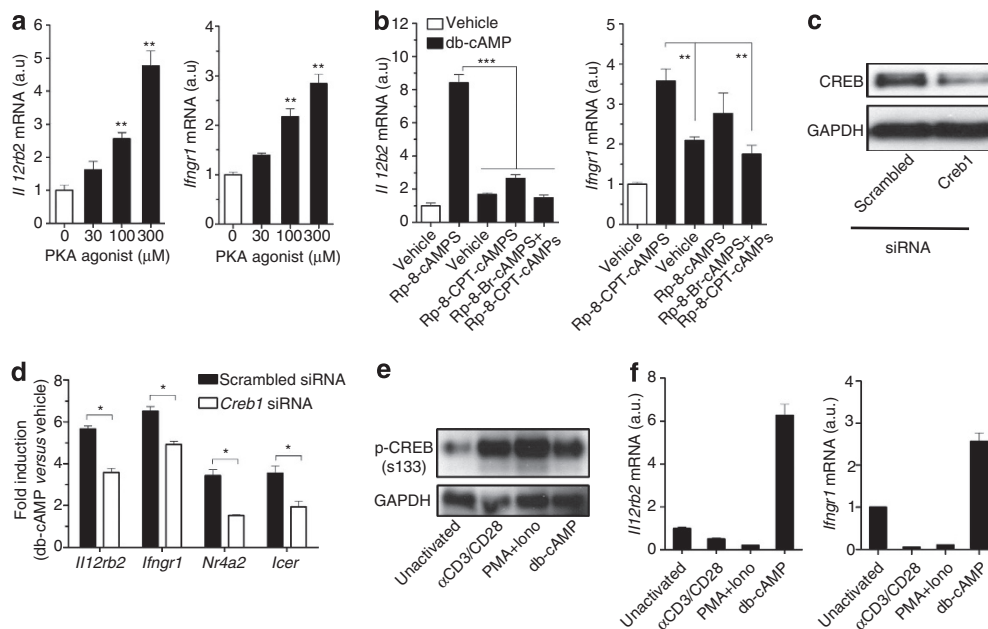 a
Il 12rb2 mRNA (a.u)
6
5
4
3
2
1
0
**
**
0 30 100 300
PKA agonist (μM)
Ifngr1 mRNA (a.u)
4
3
2
1
0
**
**
0 30 100 300
PKA agonist (μM)
b
Vehicle
db-cAMP
Il 12b2 mRNA (a.u)
12
10
8
6
4
2
0
***
Vehicle
Rp-8-cAMPS
Vehicle
Rp-8-CPT-cAMPS
Rp-8-Br-cAMPS+
Rp-8-CPT-cAMPs
Ifngr1 mRNA (a.u)
5
4
3
2
1
0
**
**
Vehicle
Rp-8-CPT-cAMPS
Vehicle
Rp-8-cAMPS
Rp-8-Br-cAMPS+
Rp-8-CPT-cAMPs
c
CREB
GAPDH
Scrambled
Creb1
siRNA
d
Scrambled siRNA
Creb1 siRNA
Fold induction
(db-cAMP versus vehicle)
8
6
4
2
0
*
*
*
*
Il12rb2 Ifngr1 Nr4a2 Icer
e
p-CREB
(s133)
GAPDH
Unactivated
αCD3/CD28
PMA+Iono
db-cAMP
f
Il12rb2 mRNA (a.u.)
8
6
4
2
0
Unactivated
αCD3/CD28
PMA+Iono
db-cAMP
Ifngr1 mRNA (a.u.)
4
3
2
1
0
Unactivated
αCD3/CD28
PMA+Iono
db-cAMP